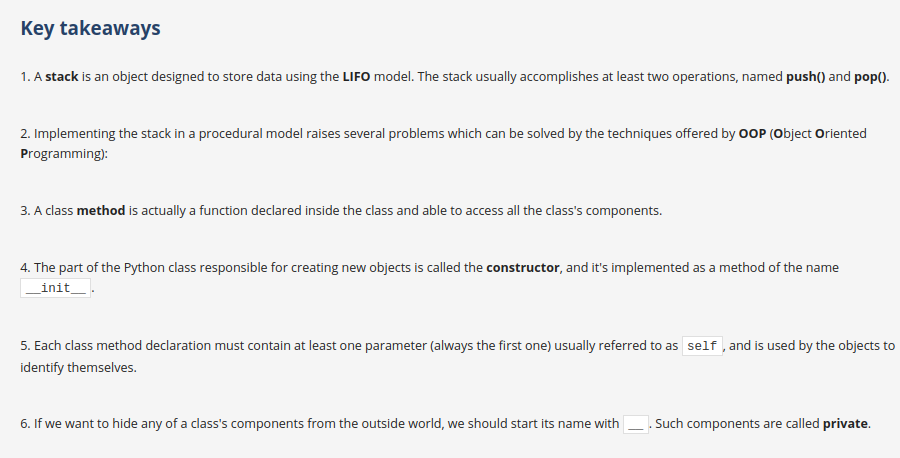 Key takeaways
1. A stack is an object designed to store data using the LIFO model. The stack usually accomplishes at least two operations, named push() and pop().
2. Implementing the stack in a procedural model raises several problems which can be solved by the techniques offered by OOP (Object Oriented
Programming):
3. A class method is actually a function declared inside the class and able to access all the class's components.
4. The part of the Python class responsible for creating new objects is called the constructor, and it's implemented as a method of the name
__init__ .
5. Each class method declaration must contain at least one parameter (always the first one) usually referred to as self , and is used by the objects to
identify themselves.
6. If we want to hide any of a class's components from the outside world, we should start its name with __ . Such components are called private.